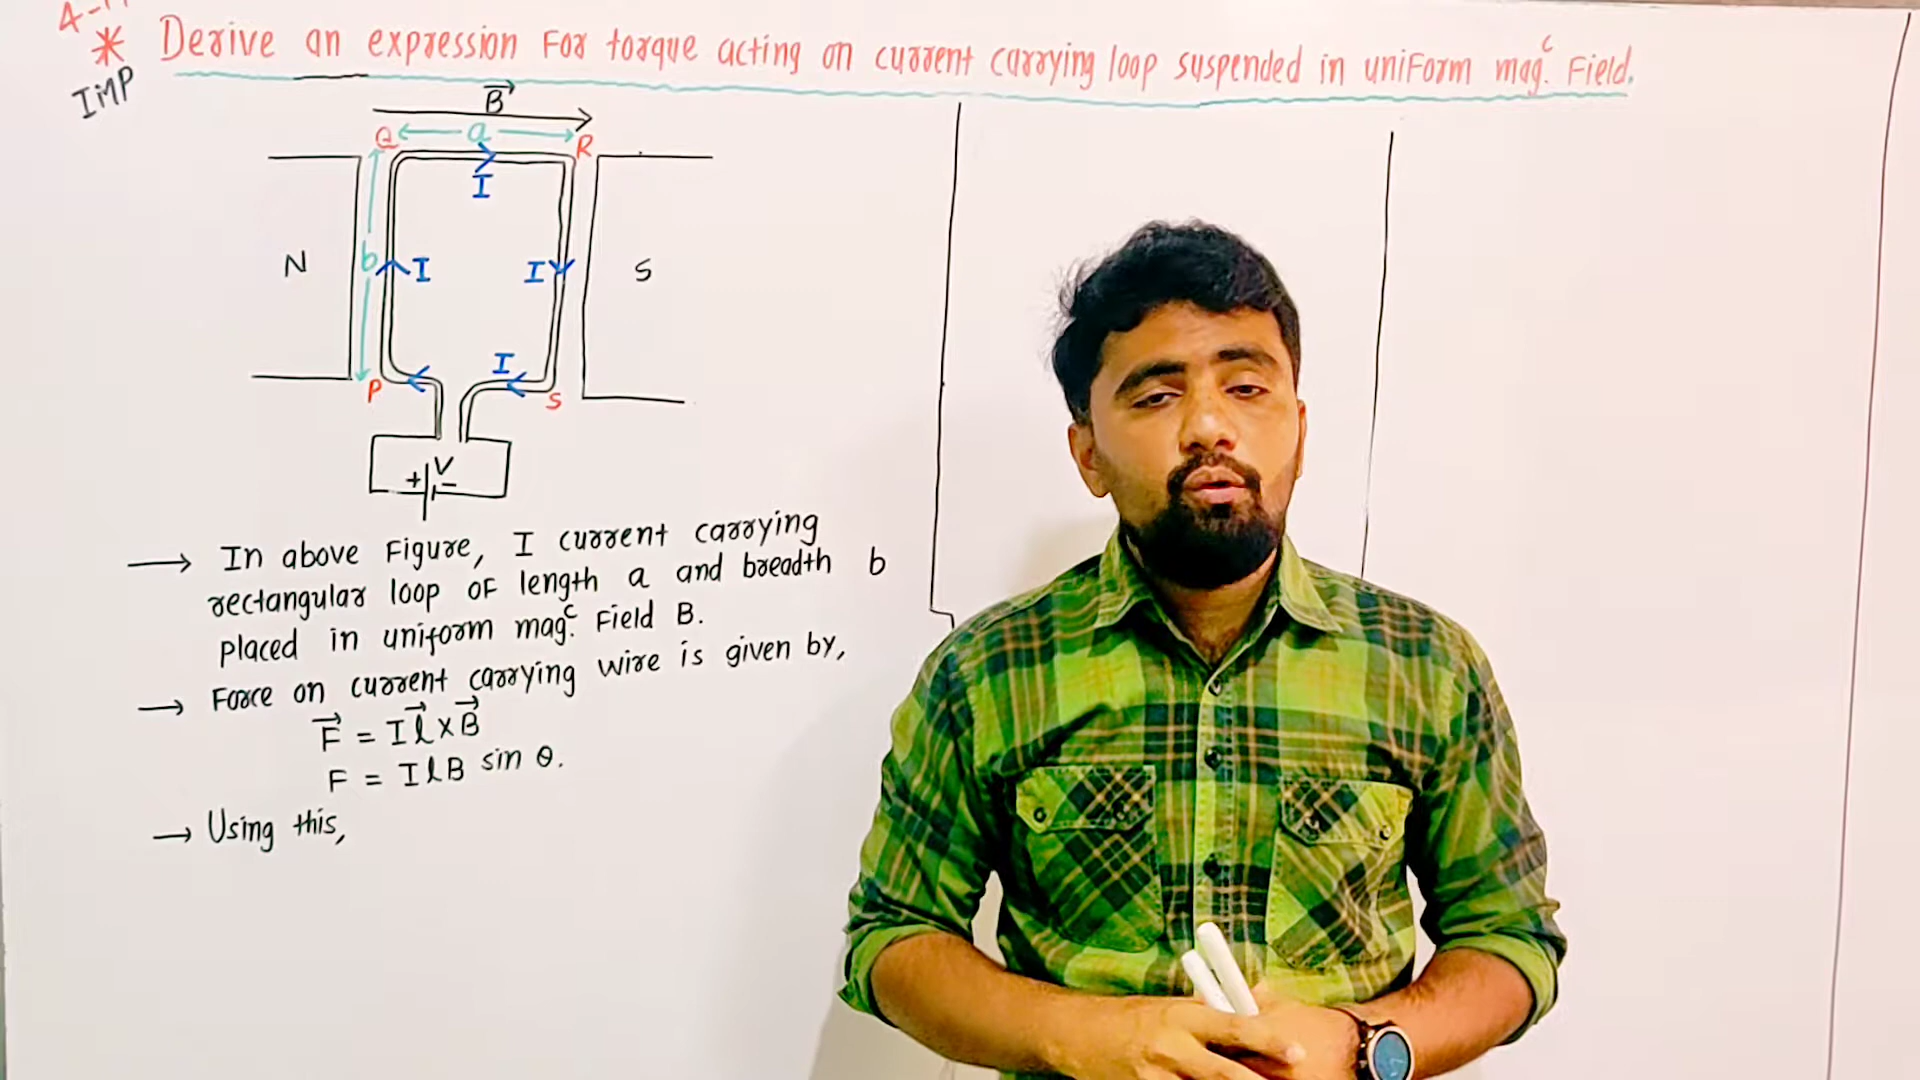 * Derive an expression For torque acting on current carrying loop suspended in uniForm mag.c Field.
IMP
B
Q a R
I
N b I I S
I
P S
+ V -
→ In above Figure, I current carrying
rectangular loop of length a and breadth b
placed in uniform mag.c Field B.
→ Force on current carrying wire is given by,
F = I l x B
F = I l B sin θ.
→ Using this,